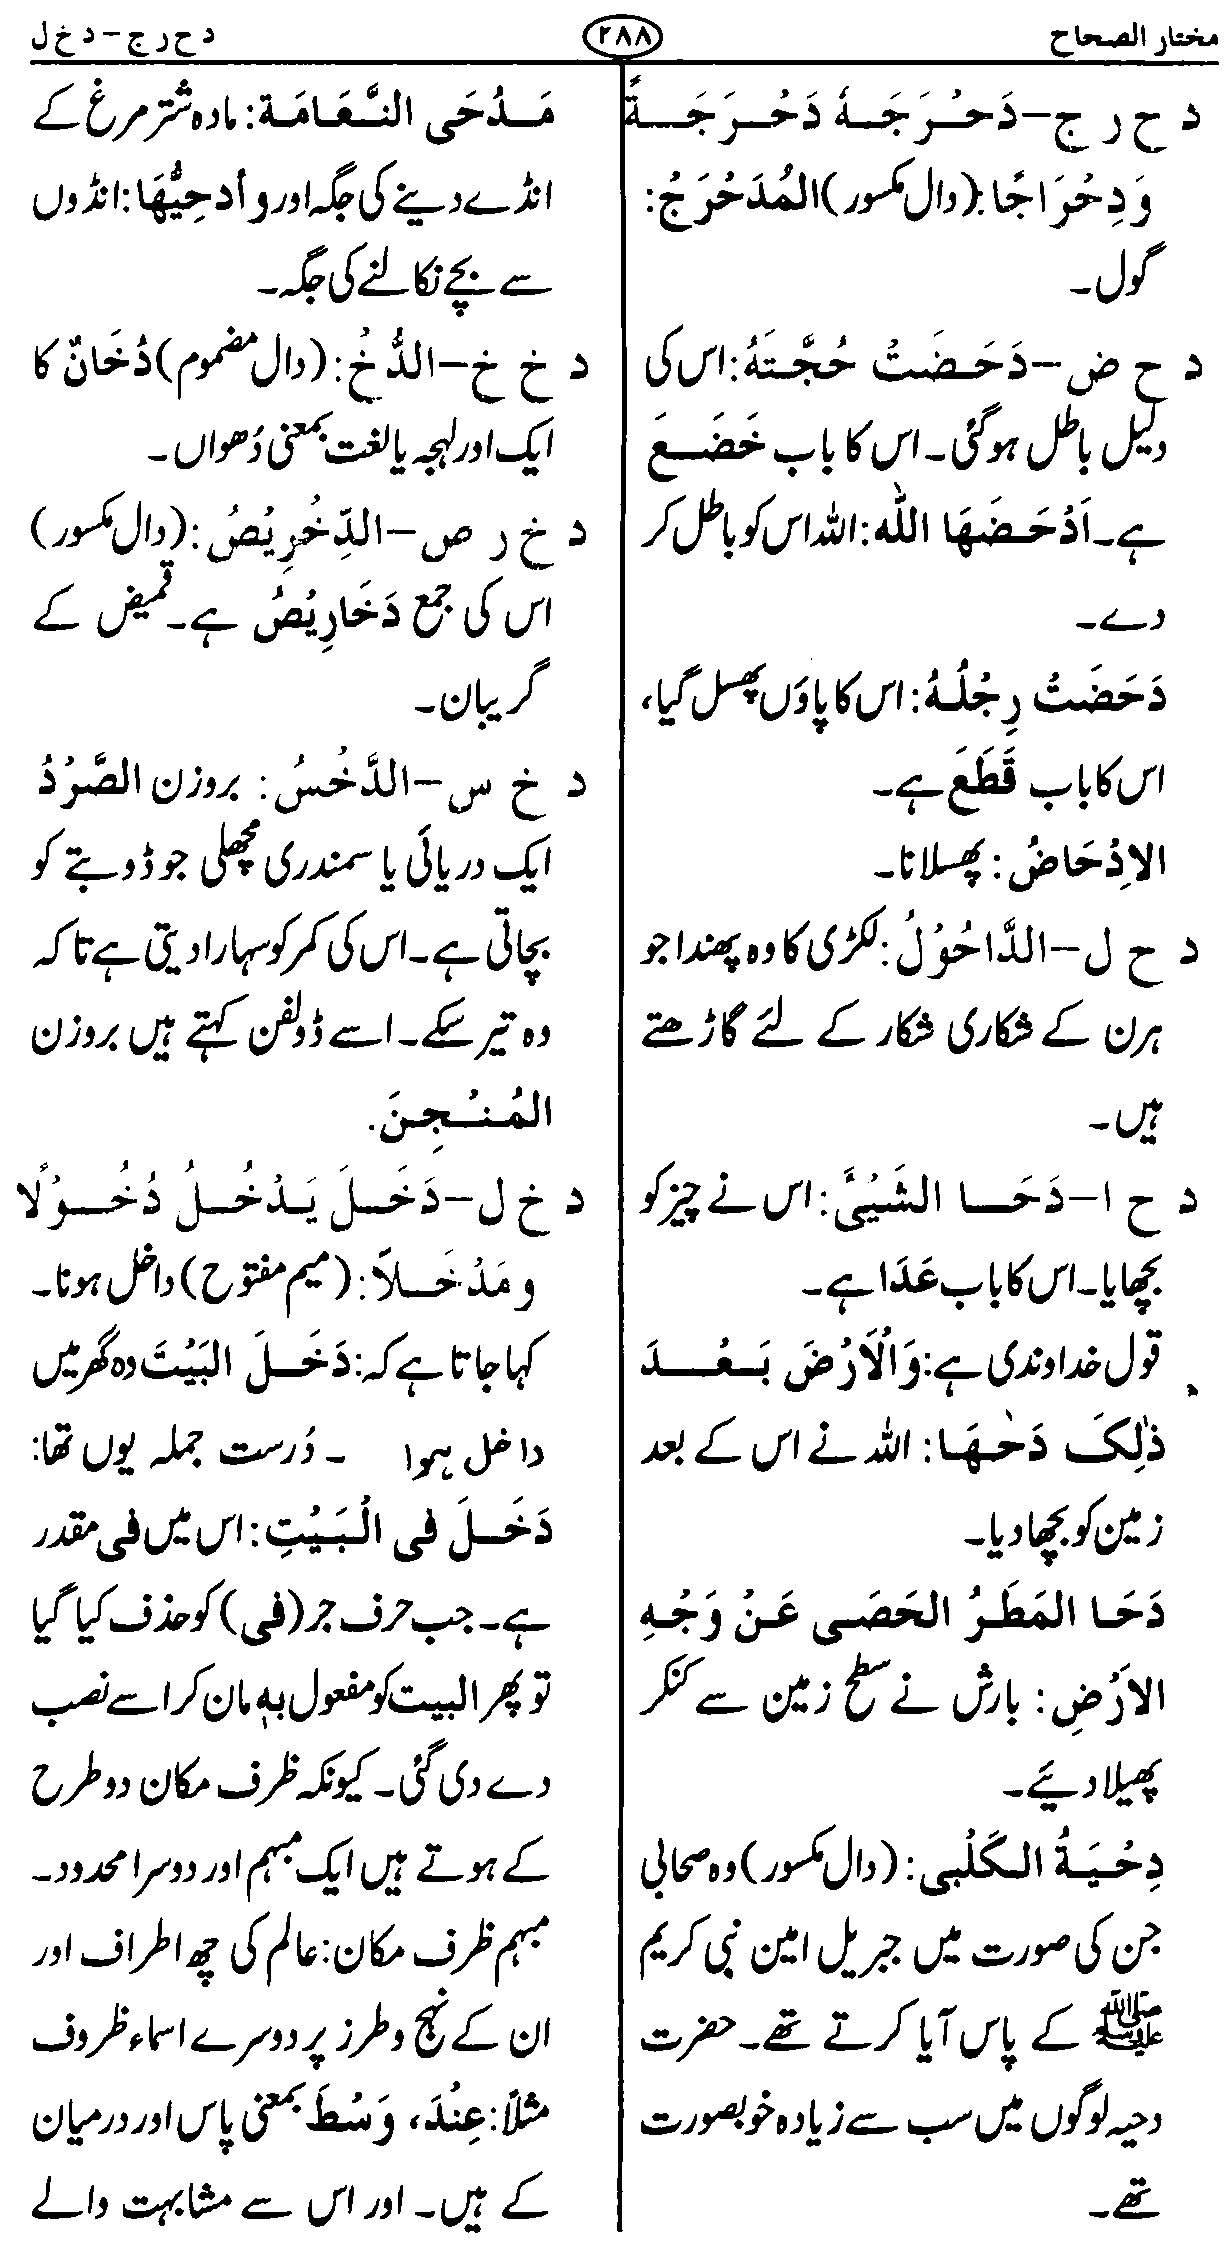 مختار الصحاح
۲۸۸
د ح ر ج – د خ ل
د ح ر ج – دَحْرَجَهٗ دَحْرَجَةً
وَدِحْرَاجًا: (دال مکسور) المُدَحْرَجُ:
گول۔
د ح ض – دَحَضَتْ حُجَّتَهُ: اس کی
دلیل باطل ہوگئی۔ اس کا باب خَضَعَ
ہے۔ اَدْحَضَهَا اللّٰه: اللہ اس کو باطل کر
دے۔
دَحَضَتْ رِجْلُهُ: اس کا پاؤں پھسل گیا،
اس کا باب قَطَعَ ہے۔
الاِدْحَاضُ: پھسلانا۔
د ح ل – الدَّاحُوْلُ: لکڑی کا وہ پھندا جو
ہرن کے شکاری شکار کے لئے گاڑھتے
ہیں۔
د ح ا – دَحَا الشَيْئَ: اس نے چیز کو
بچھایا۔ اس کا باب عَدَا ہے۔
قول خداوندی ہے: وَالْاَرْضَ بَعْدَ
ذٰلِکَ دَحٰهَا: اللہ نے اس کے بعد
زمین کو بچھا دیا۔
دَحَا المَطَرُ الحَصَى عَنْ وَجْهِ
الاَرْضِ: بارش نے سطح زمین سے کنکر
پھیلا دیئے۔
دِحْيَةُ الکَلْبى: (دال مکسور) وہ صحابی
جن کی صورت میں جبریل امین نبی کریم
ﷺ کے پاس آیا کرتے تھے۔ حضرت
دحیہ لوگوں میں سب سے زیادہ خوبصورت
تھے۔
مَدْحَى النَّعَامَة: مادہ شتر مرغ کے
انڈے دینے کی جگہ اور و أدحِيُّهَا: انڈوں
سے بچے نکالنے کی جگہ۔
د خ خ – الدُّخُ: (دال مضموم) دُخَانٌ کا
ایک اور لہجہ یا لغت بمعنی دُھواں۔
د خ ر ص – الدِّخْرِيْصُ: (دال مکسور)
اس کی جمع دَخَارِيْصُ ہے۔ قمیض کے
گریبان۔
د خ س – الدَّخْسُ: بروزن الصَّرْدُ
ایک دریائی یا سمندری مچھلی جو ڈوبتے کو
بچاتی ہے۔ اس کی کمر کو سہارا دیتی ہے تاکہ
وہ تیر سکے۔ اسے ڈولفن کہتے ہیں بروزن
المُنْجِنَ.
د خ ل – دَخَلَ يَدْخُلُ دُخُوْلًا
و مَدْخَلاً: (میم مفتوح) داخل ہونا۔
کہا جاتا ہے کہ: دَخَلَ البَيْتَ وہ گھر میں
داخل ہوا ۔ دُرست جملہ یوں تھا:
دَخَلَ فى الْبَيْتِ: اس میں فی مقدر
ہے۔ جب حرف جر (فی) کو حذف کیا گیا
تو پھر البیت کو مفعول بہٖ مان کر اسے نصب
دے دی گئی۔ کیونکہ ظرف مکان دو طرح
کے ہوتے ہیں ایک مبہم اور دوسرا محدود۔
مبہم ظرف مکان: عالم کی چھ اطراف اور
ان کے نہج و طرز پر دوسرے اسماء ظروف
مثلاً: عِنْدَ، وَسْطَ بمعنی پاس اور درمیان
کے ہیں۔ اور اس سے مشابہت والے